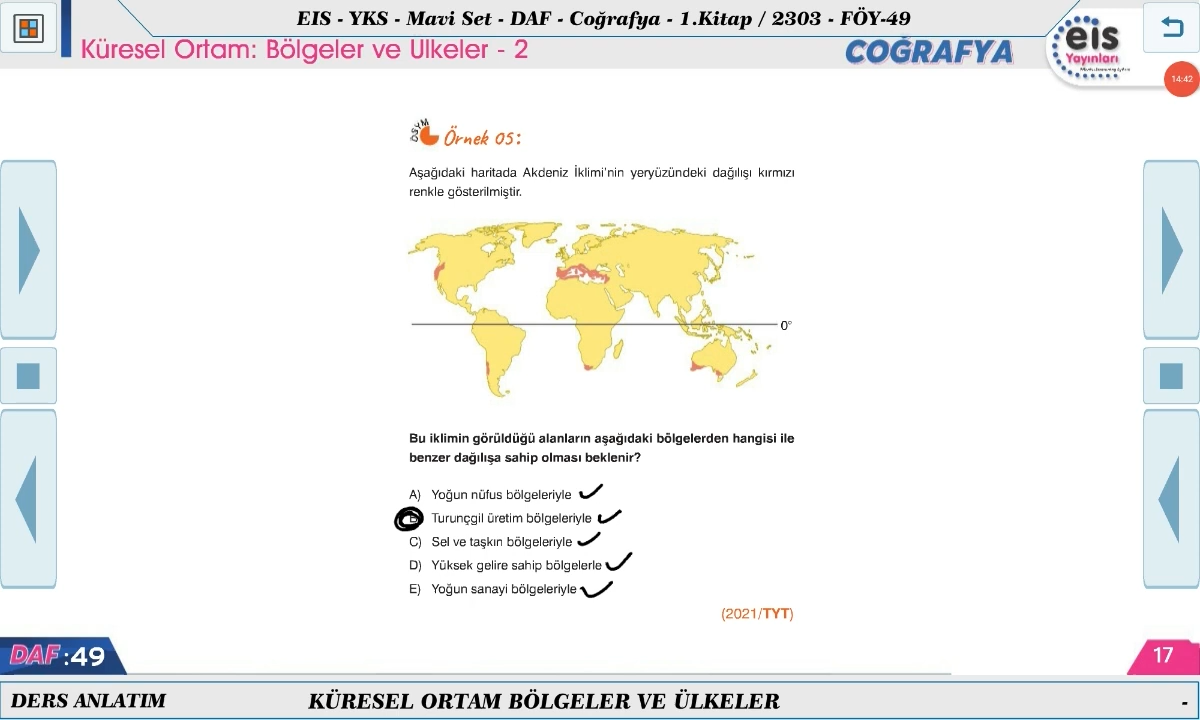 EIS - YKS - Mavi Set - DAF - Coğrafya - 1.Kitap / 2303 - FÖY-49
Küresel Ortam: Bölgeler ve Ülkeler - 2
COĞRAFYA
eis
Yayınları
14:42
ÖSYM
Örnek 05:
Aşağıdaki haritada Akdeniz İklimi'nin yeryüzündeki dağılışı kırmızı
renkle gösterilmiştir.
0°
Bu iklimin görüldüğü alanların aşağıdaki bölgelerden hangisi ile
benzer dağılışa sahip olması beklenir?
A) Yoğun nüfus bölgeleriyle
B) Turunçgil üretim bölgeleriyle
C) Sel ve taşkın bölgeleriyle
D) Yüksek gelire sahip bölgelerle
E) Yoğun sanayi bölgeleriyle
(2021/TYT)
DAF:49
17
DERS ANLATIM
KÜRESEL ORTAM BÖLGELER VE ÜLKELER
-